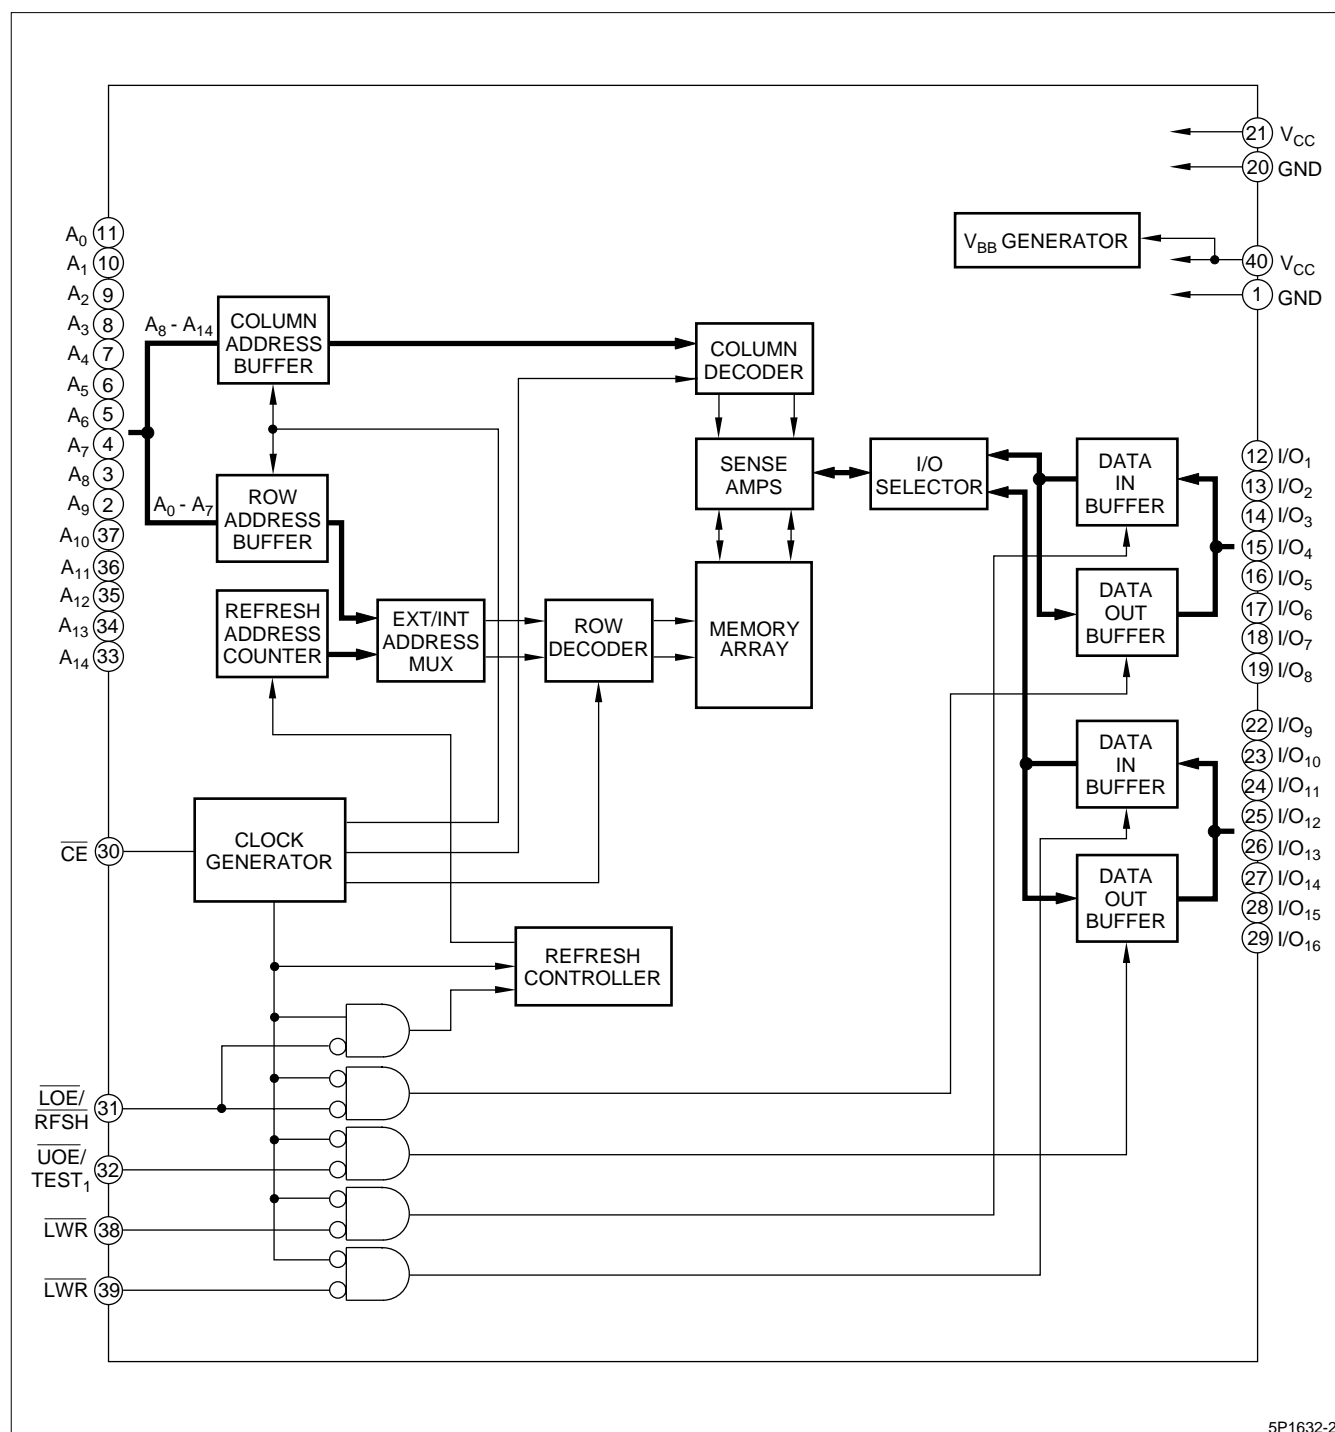 21 VCC
20 GND
VBB GENERATOR
40 VCC
1 GND
A0 11
A1 10
A2 9
A3 8
A4 7
A5 6
A6 5
A7 4
A8 3
A9 2
A10 37
A11 36
A12 35
A13 34
A14 33
A8 - A14
COLUMN
ADDRESS
BUFFER
COLUMN
DECODER
A0 - A7
ROW
ADDRESS
BUFFER
SENSE
AMPS
I/O
SELECTOR
DATA
IN
BUFFER
REFRESH
ADDRESS
COUNTER
EXT/INT
ADDRESS
MUX
ROW
DECODER
MEMORY
ARRAY
DATA
OUT
BUFFER
12 I/O1
13 I/O2
14 I/O3
15 I/O4
16 I/O5
17 I/O6
18 I/O7
19 I/O8
22 I/O9
23 I/O10
24 I/O11
25 I/O12
26 I/O13
27 I/O14
28 I/O15
29 I/O16
DATA
IN
BUFFER
DATA
OUT
BUFFER
CE 30
CLOCK
GENERATOR
REFRESH
CONTROLLER
LOE/
RFSH
31
UOE/
TEST1
32
LWR 38
LWR 39
5P1632-2